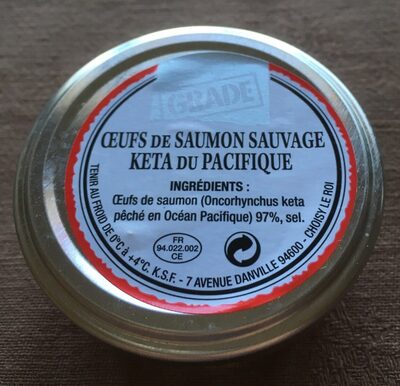 GRADE
ŒUFS DE SAUMON SAUVAGE
KETA DU PACIFIQUE
INGRÉDIENTS :
Œufs de saumon (Oncorhynchus keta
pêché en Océan Pacifique) 97%, sel.
FR
94.022.002
CE
TENIR AU FROID DE 0°C à +4°C. K.S.F. - 7 AVENUE DANVILLE 94600 - CHOISY LE ROI